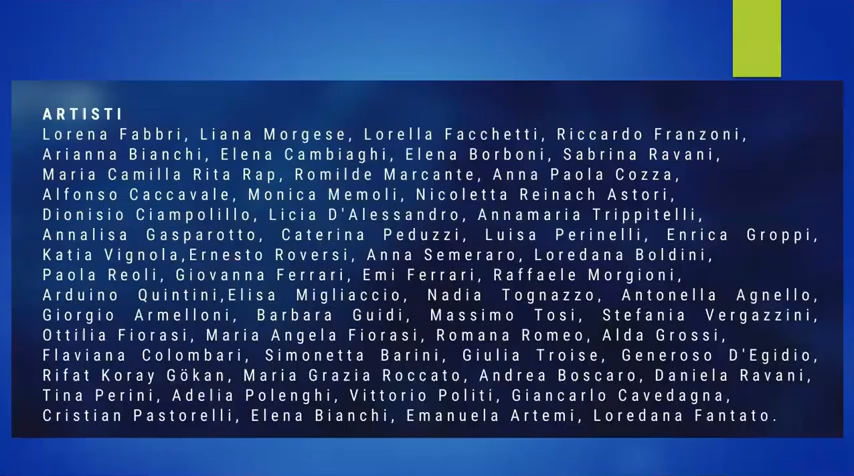 ARTISTI
Lorena Fabbri, Liana Morgese, Lorella Facchetti, Riccardo Franzoni,
Arianna Bianchi, Elena Cambiaghi, Elena Borboni, Sabrina Ravani,
Maria Camilla Rita Rap, Romilde Marcante, Anna Paola Cozza,
Alfonso Caccavale, Monica Memoli, Nicoletta Reinach Astori,
Dionisio Ciampolillo, Licia D'Alessandro, Annamaria Trippitelli,
Annalisa Gasparotto, Caterina Peduzzi, Luisa Perinelli, Enrica Groppi,
Katia Vignola,Ernesto Roversi, Anna Semeraro, Loredana Boldini,
Paola Reoli, Giovanna Ferrari, Emi Ferrari, Raffaele Morgioni,
Arduino Quintini,Elisa Migliaccio, Nadia Tognazzo, Antonella Agnello,
Giorgio Armelloni, Barbara Guidi, Massimo Tosi, Stefania Vergazzini,
Ottilia Fiorasi, Maria Angela Fiorasi, Romana Romeo, Alda Grossi,
Flaviana Colombari, Simonetta Barini, Giulia Troise, Generoso D'Egidio,
Rifat Koray Gökan, Maria Grazia Roccato, Andrea Boscaro, Daniela Ravani,
Tina Perini, Adelia Polenghi, Vittorio Politi, Giancarlo Cavedagna,
Cristian Pastorelli, Elena Bianchi, Emanuela Artemi, Loredana Fantato.